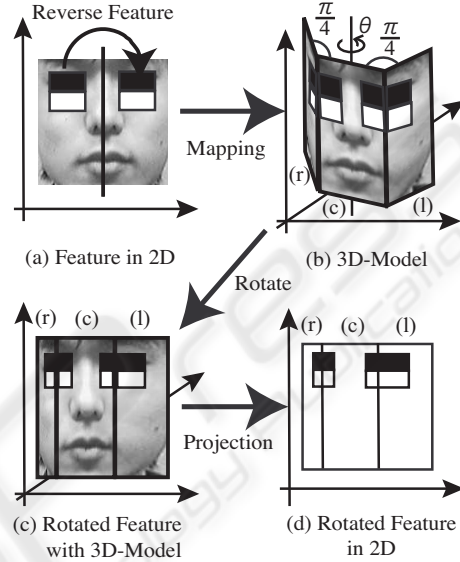 Reverse Feature
π/4
θ
π/4
Mapping
(r)
(c)
(l)
(a) Feature in 2D
(b) 3D-Model
Rotate
(r)
(c)
(l)
(r)
(c)
(l)
Projection
(c) Rotated Feature
with 3D-Model
(d) Rotated Feature
in 2D